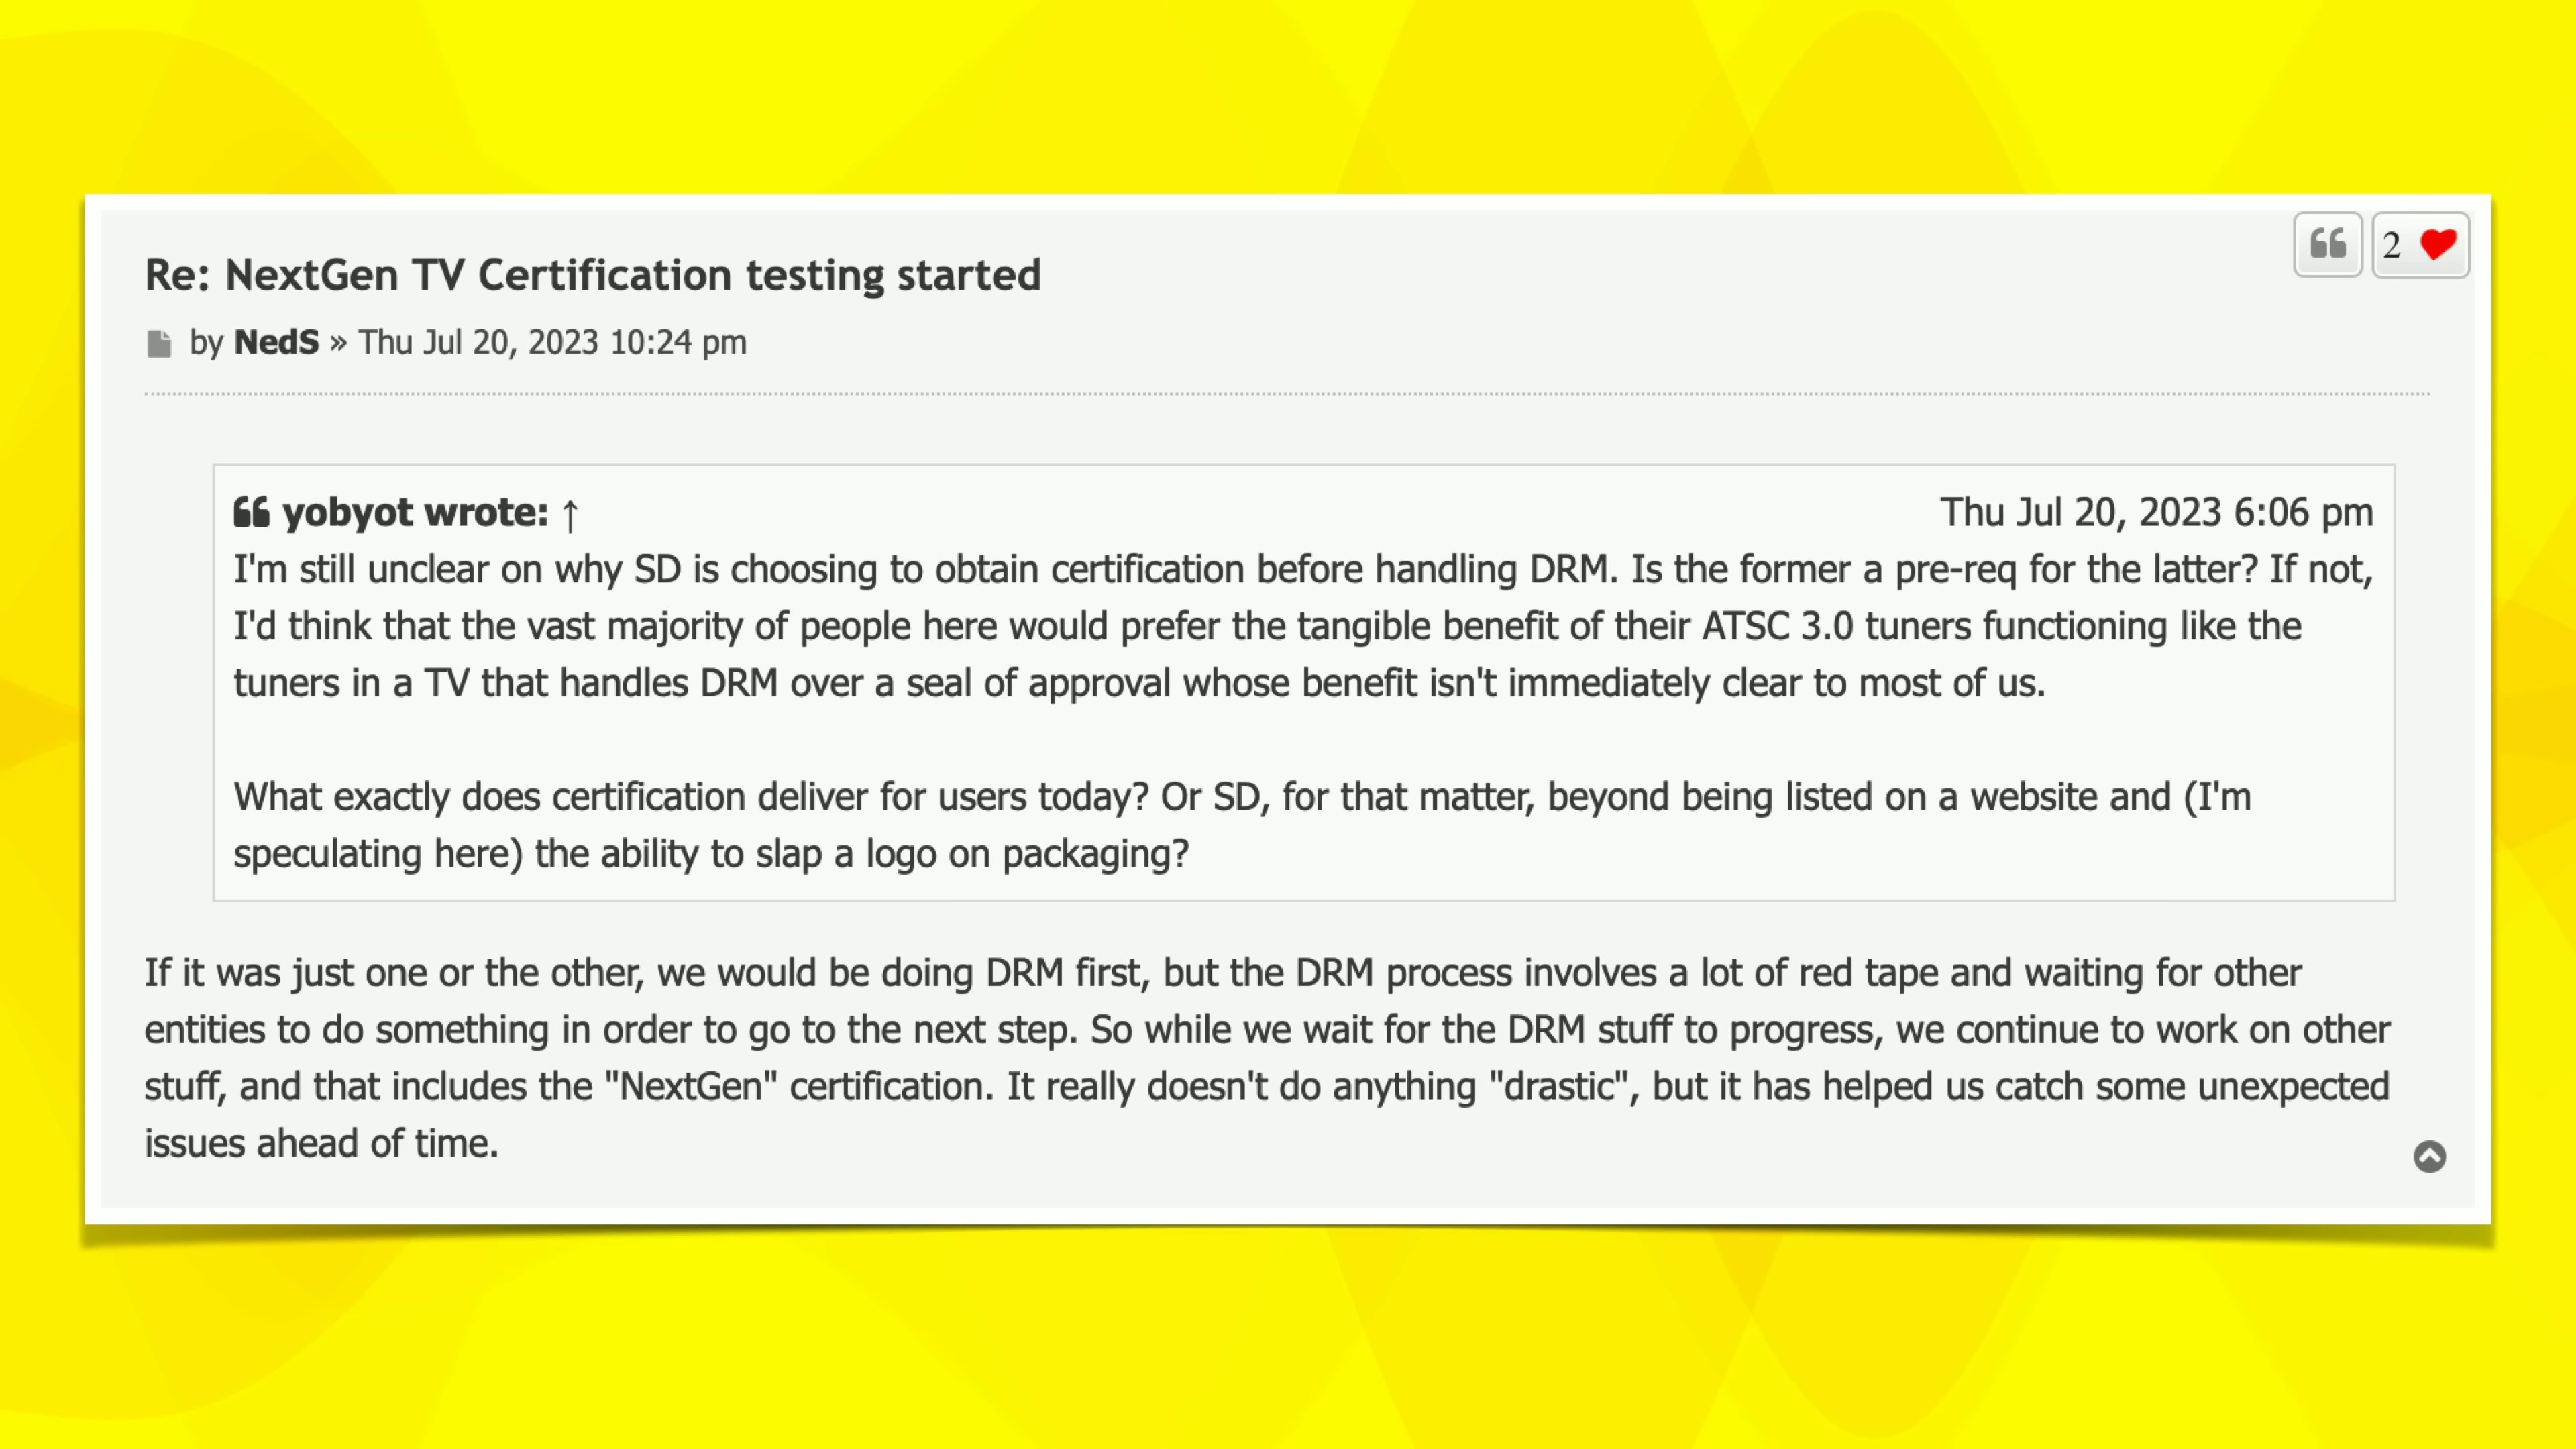 Re: NextGen TV Certification testing started
2
by NedS » Thu Jul 20, 2023 10:24 pm
yobyot wrote: ↑ Thu Jul 20, 2023 6:06 pm
I'm still unclear on why SD is choosing to obtain certification before handling DRM. Is the former a pre-req for the latter? If not,
I'd think that the vast majority of people here would prefer the tangible benefit of their ATSC 3.0 tuners functioning like the
tuners in a TV that handles DRM over a seal of approval whose benefit isn't immediately clear to most of us.
What exactly does certification deliver for users today? Or SD, for that matter, beyond being listed on a website and (I'm
speculating here) the ability to slap a logo on packaging?
If it was just one or the other, we would be doing DRM first, but the DRM process involves a lot of red tape and waiting for other
entities to do something in order to go to the next step. So while we wait for the DRM stuff to progress, we continue to work on other
stuff, and that includes the "NextGen" certification. It really doesn't do anything "drastic", but it has helped us catch some unexpected
issues ahead of time.